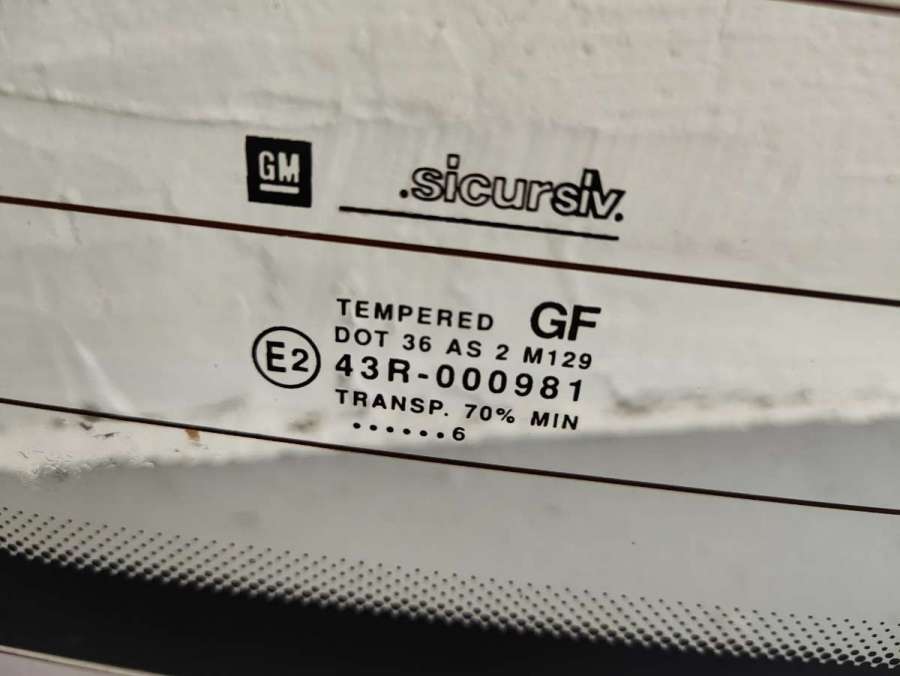 GM
.sicursiv.
TEMPERED GF
DOT 36 AS 2 M129
E2 43R-000981
TRANSP. 70% MIN
......6